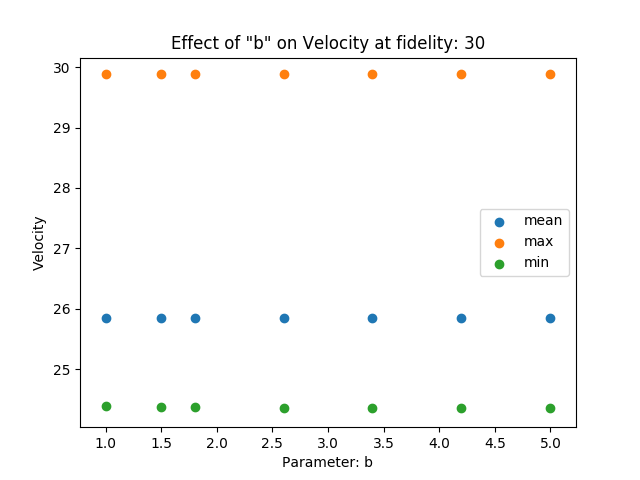 Effect of "b" on Velocity at fidelity: 30
30
29
28
27
26
25
Velocity
mean
max
min
1.0 1.5 2.0 2.5 3.0 3.5 4.0 4.5 5.0
Parameter: b